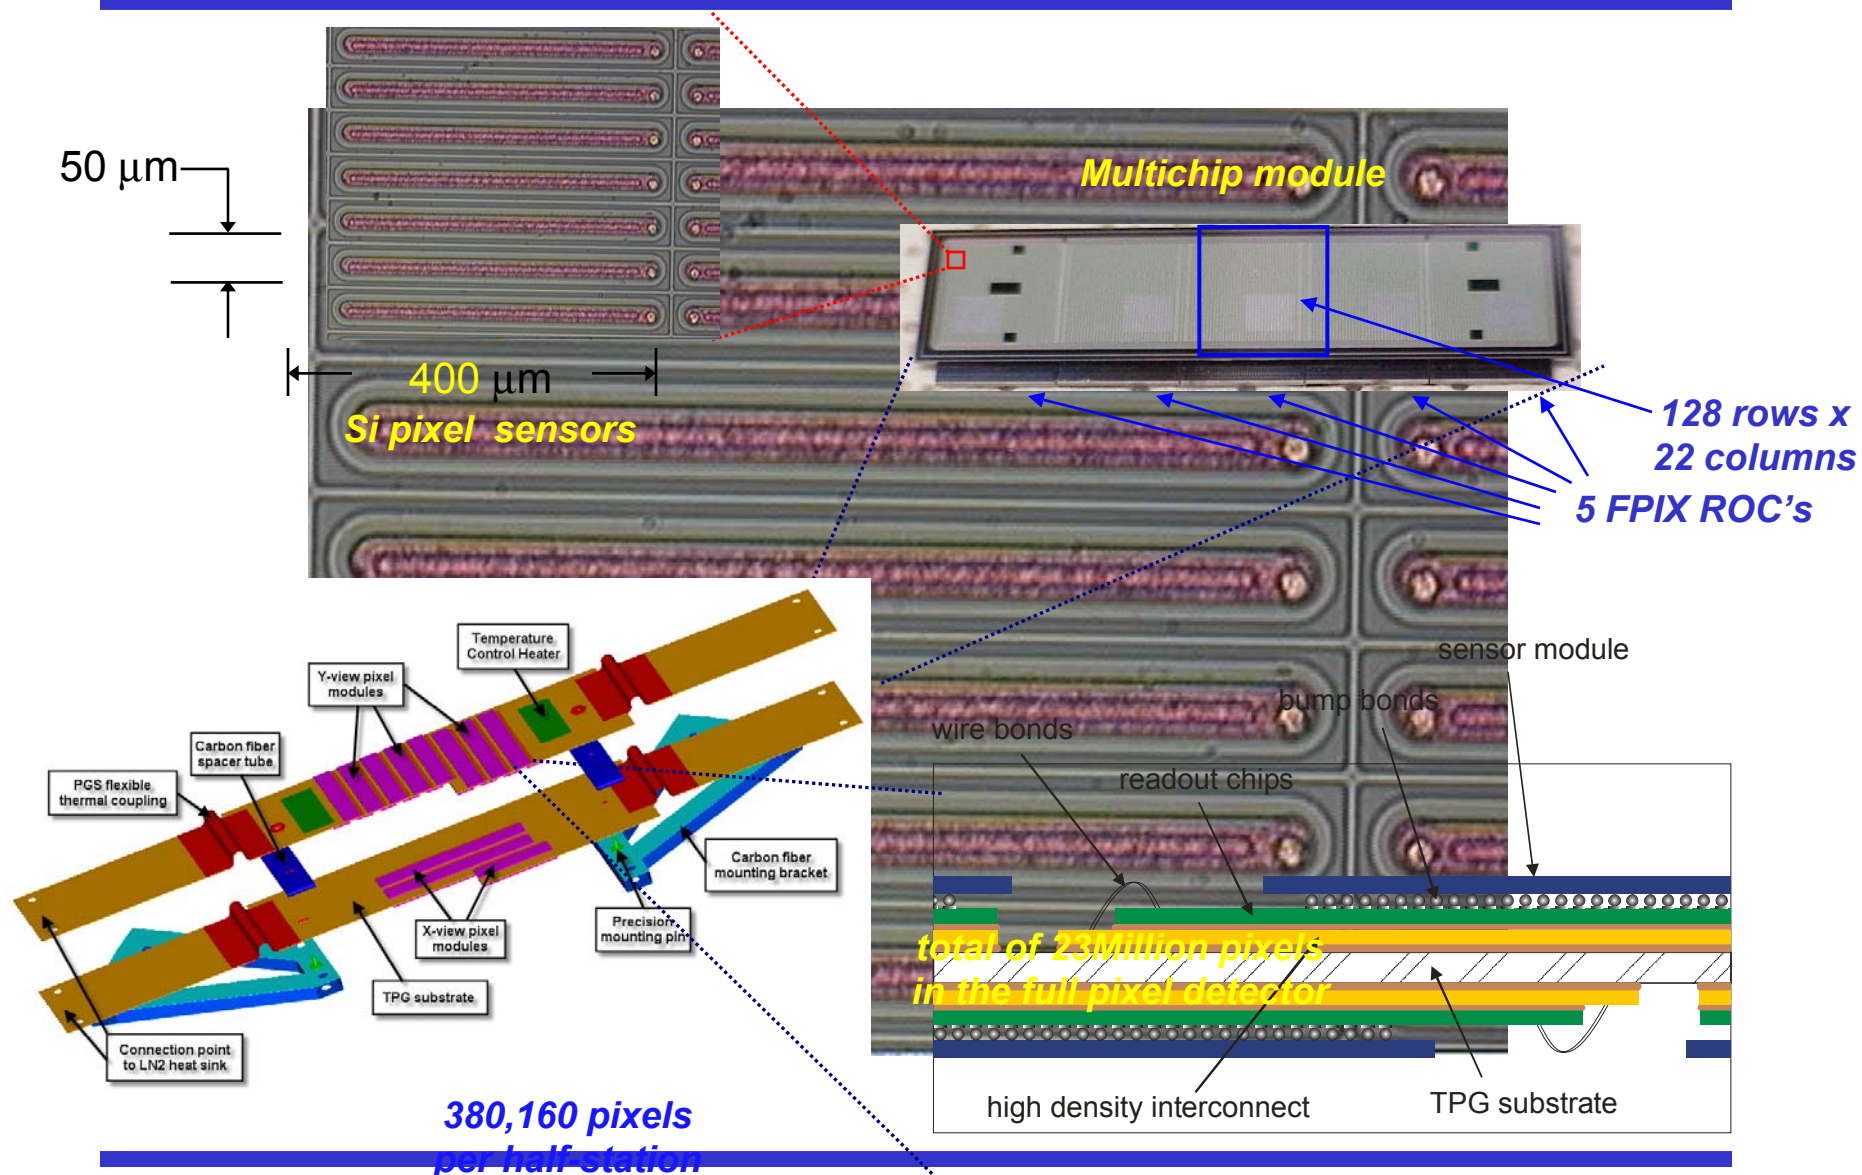 50 μm
Multichip module
400 μm
Si pixel sensors
128 rows x
22 columns
5 FPIX ROC's
Temperature
Control Heater
Y-view pixel
modules
Carbon fiber
spacer tube
PGS flexible
thermal coupling
Carbon fiber
mounting bracket
Precision
mounting pin
X-view pixel
modules
TPG substrate
Connection point
to LN2 heat sink
sensor module
bump bonds
wire bonds
readout chips
total of 23Million pixels
in the full pixel detector
high density interconnect
TPG substrate
380,160 pixels
per half-station